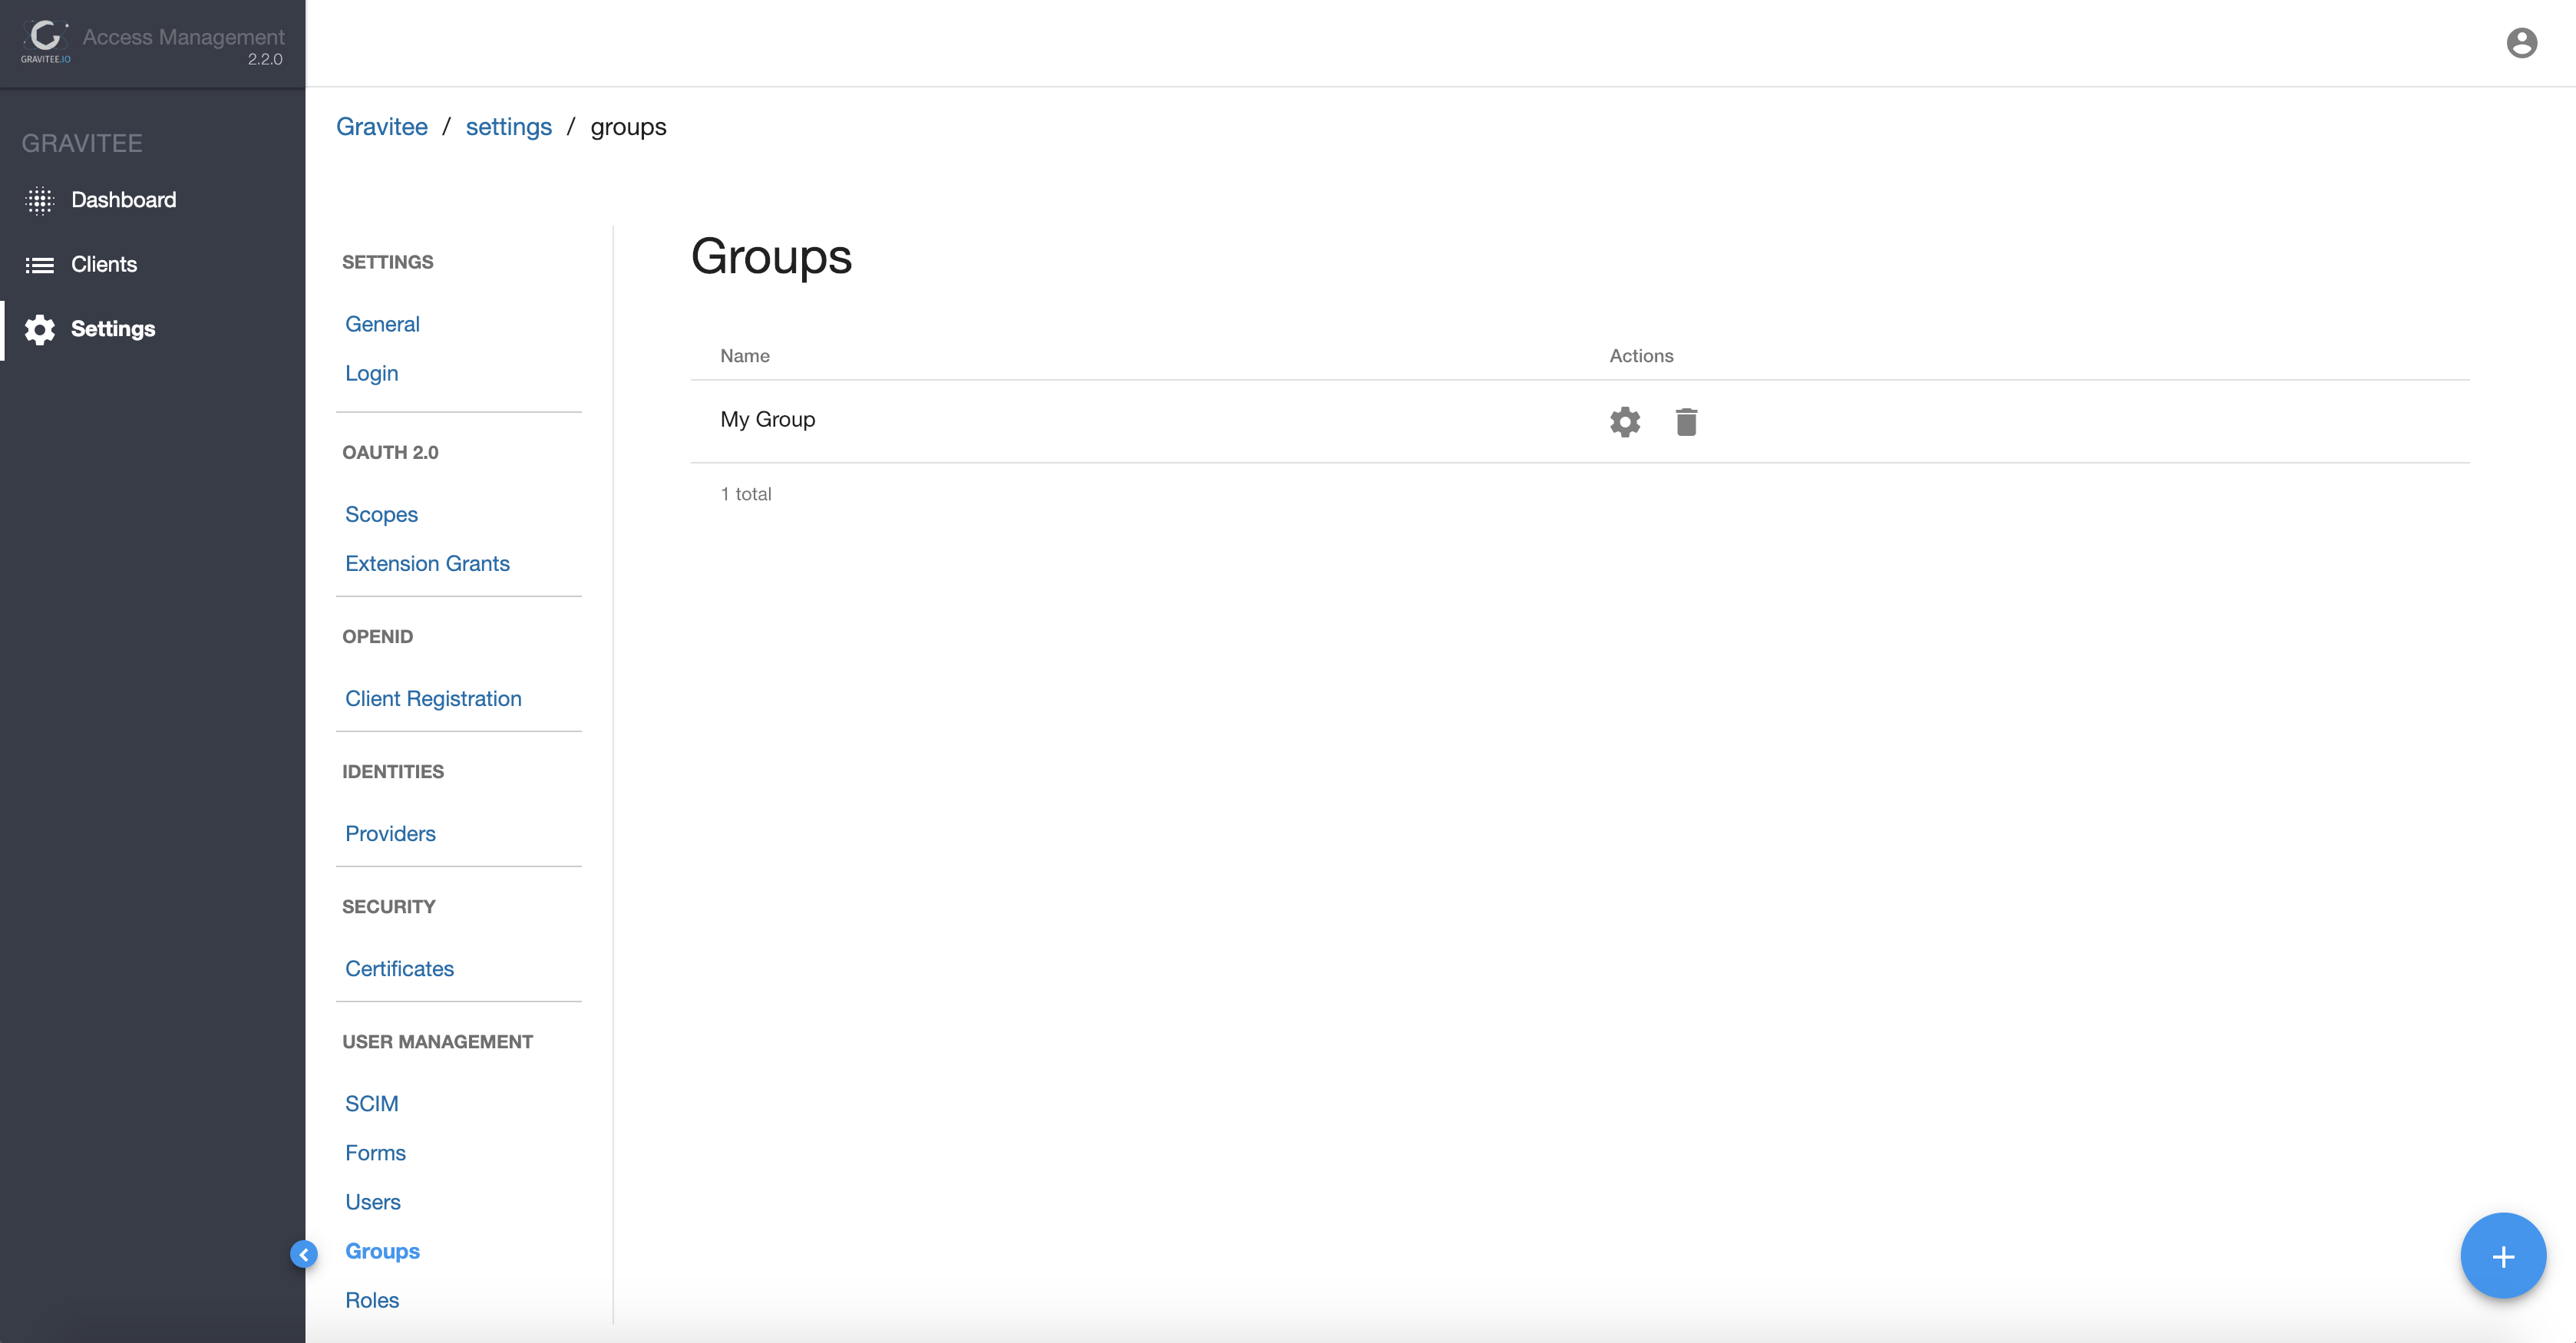 GRAVITEE.IO
Access Management
2.2.0
GRAVITEE
Dashboard
Clients
Settings
Gravitee / settings / groups
SETTINGS
General
Login
OAUTH 2.0
Scopes
Extension Grants
OPENID
Client Registration
IDENTITIES
Providers
SECURITY
Certificates
USER MANAGEMENT
SCIM
Forms
Users
Groups
Roles
Groups
Name Actions
My Group
1 total